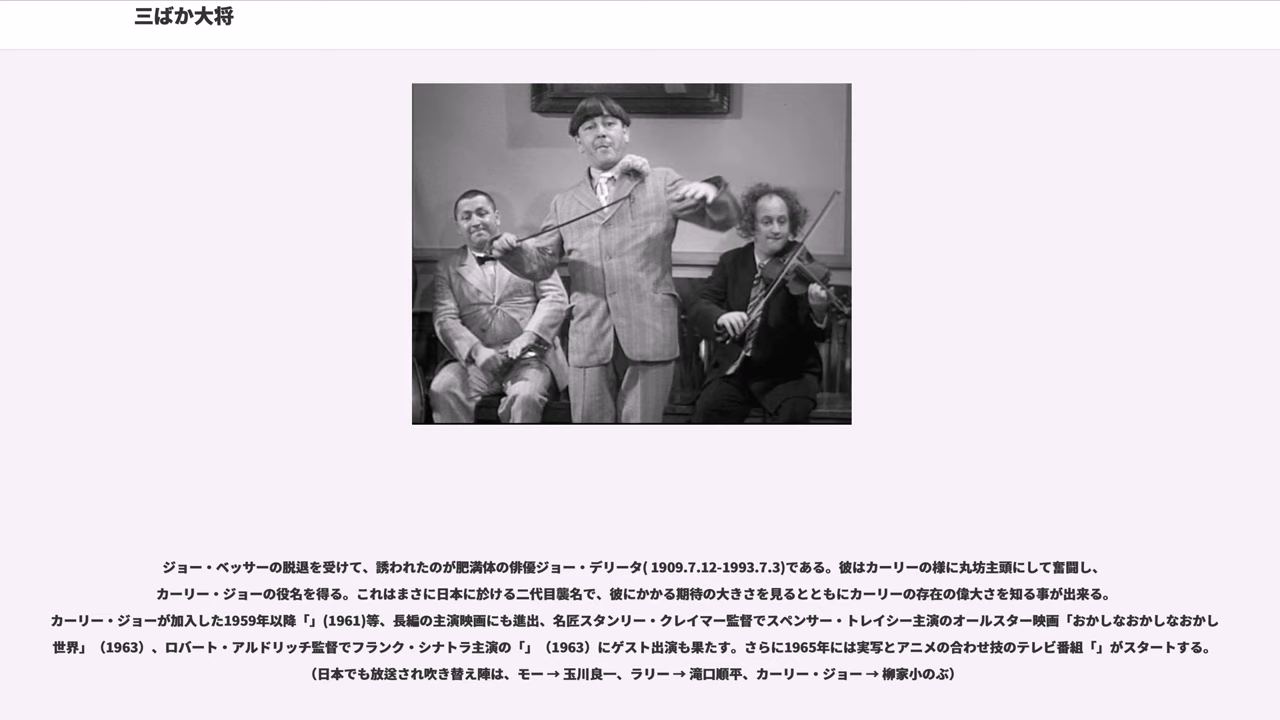 三ばか大将
ジョー・ベッサーの脱退を受けて、誘われたのが肥満体の俳優ジョー・デリータ( 1909.7.12-1993.7.3)である。彼はカーリーの様に丸坊主頭にして奮闘し、
カーリー・ジョーの役名を得る。これはまさに日本に於ける二代目襲名で、彼にかかる期待の大きさを見るとともにカーリーの存在の偉大さを知る事が出来る。
カーリー・ジョーが加入した1959年以降「」(1961)等、長編の主演映画にも進出、名匠スタンリー・クレイマー監督でスペンサー・トレイシー主演のオールスター映画「おかしなおかしなおかし
世界」（1963）、ロバート・アルドリッチ監督でフランク・シナトラ主演の「」（1963）にゲスト出演も果たす。さらに1965年には実写とアニメの合わせ技のテレビ番組「」がスタートする。
（日本でも放送され吹き替え陣は、モー → 玉川良一、ラリー → 滝口順平、カーリー・ジョー → 柳家小のぶ）